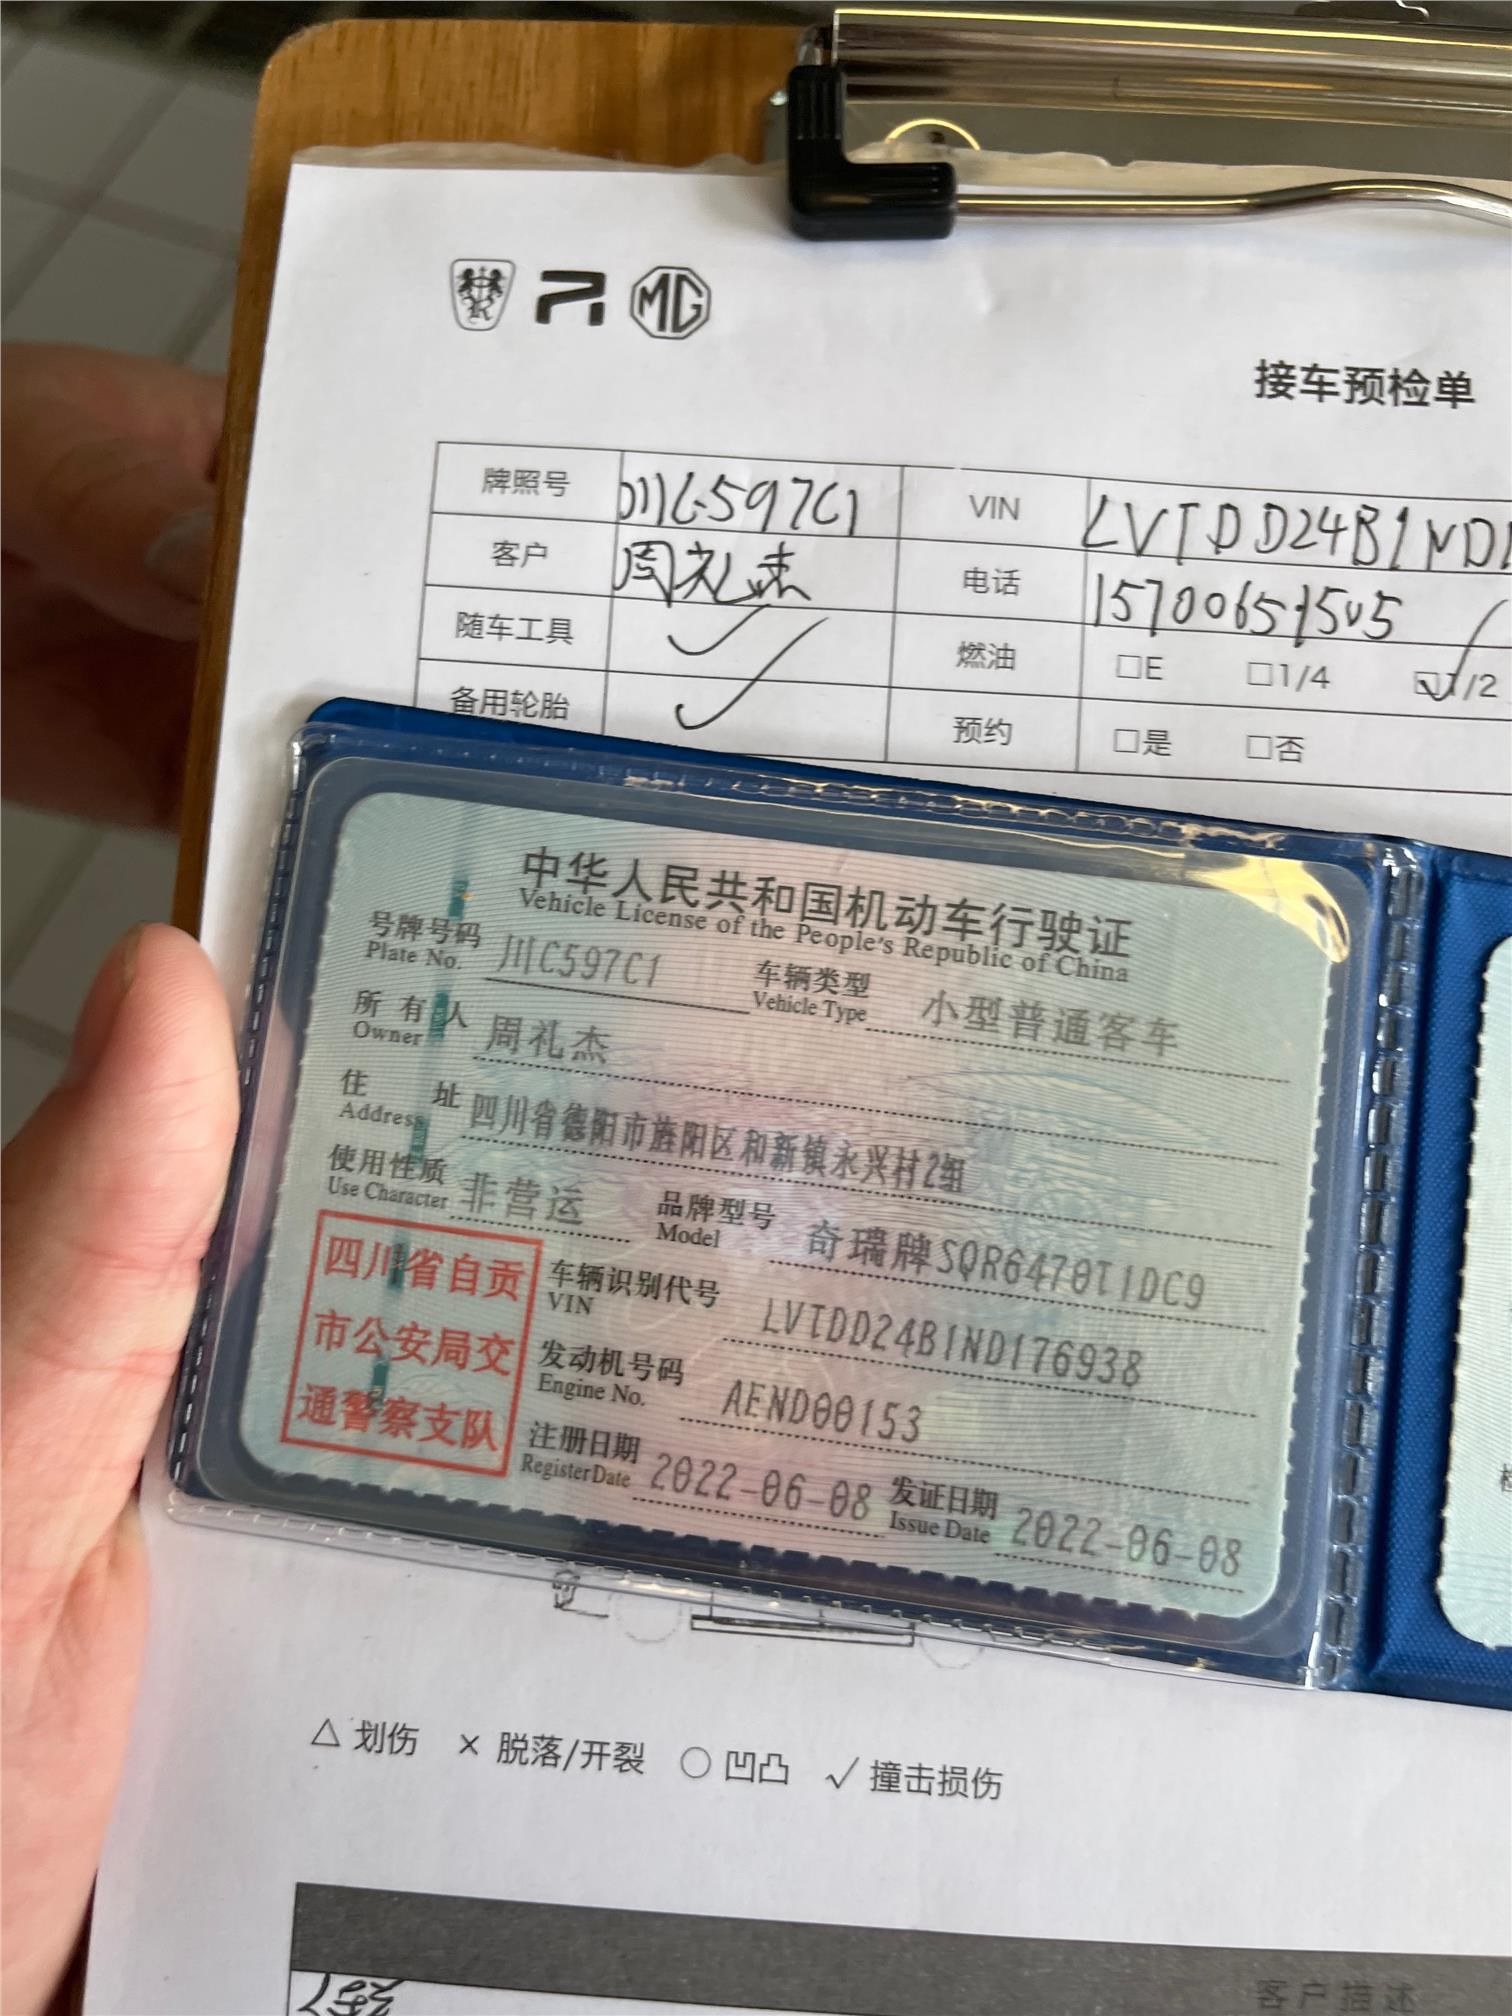 MG
接车预检单
牌照号 川C597C1 VIN LVTDD24B1ND1
客户 周礼杰 电话 15700651505
随车工具 ✓ 燃油 □E □1/4 ☑1/2
备用轮胎 ✓ 预约 □是 □否
中华人民共和国机动车行驶证
Vehicle License of the People's Republic of China
号牌号码 川C597C1 车辆类型 小型普通客车
Plate No. Vehicle Type
所有人 周礼杰
Owner
住址 四川省德阳市旌阳区和新镇永兴村2组
Address
使用性质 非营运 品牌型号 奇瑞牌SQR6470T1DC9
Use Character Model
四川省自贡
市公安局交
通警察支队
车辆识别代号 LVTDD24B1ND176938
VIN
发动机号码 AEND00153
Engine No.
注册日期 2022-06-08 发证日期 2022-06-08
Register Date Issue Date
△ 划伤 × 脱落/开裂 ○ 凹凸 √ 撞击损伤
客户描述